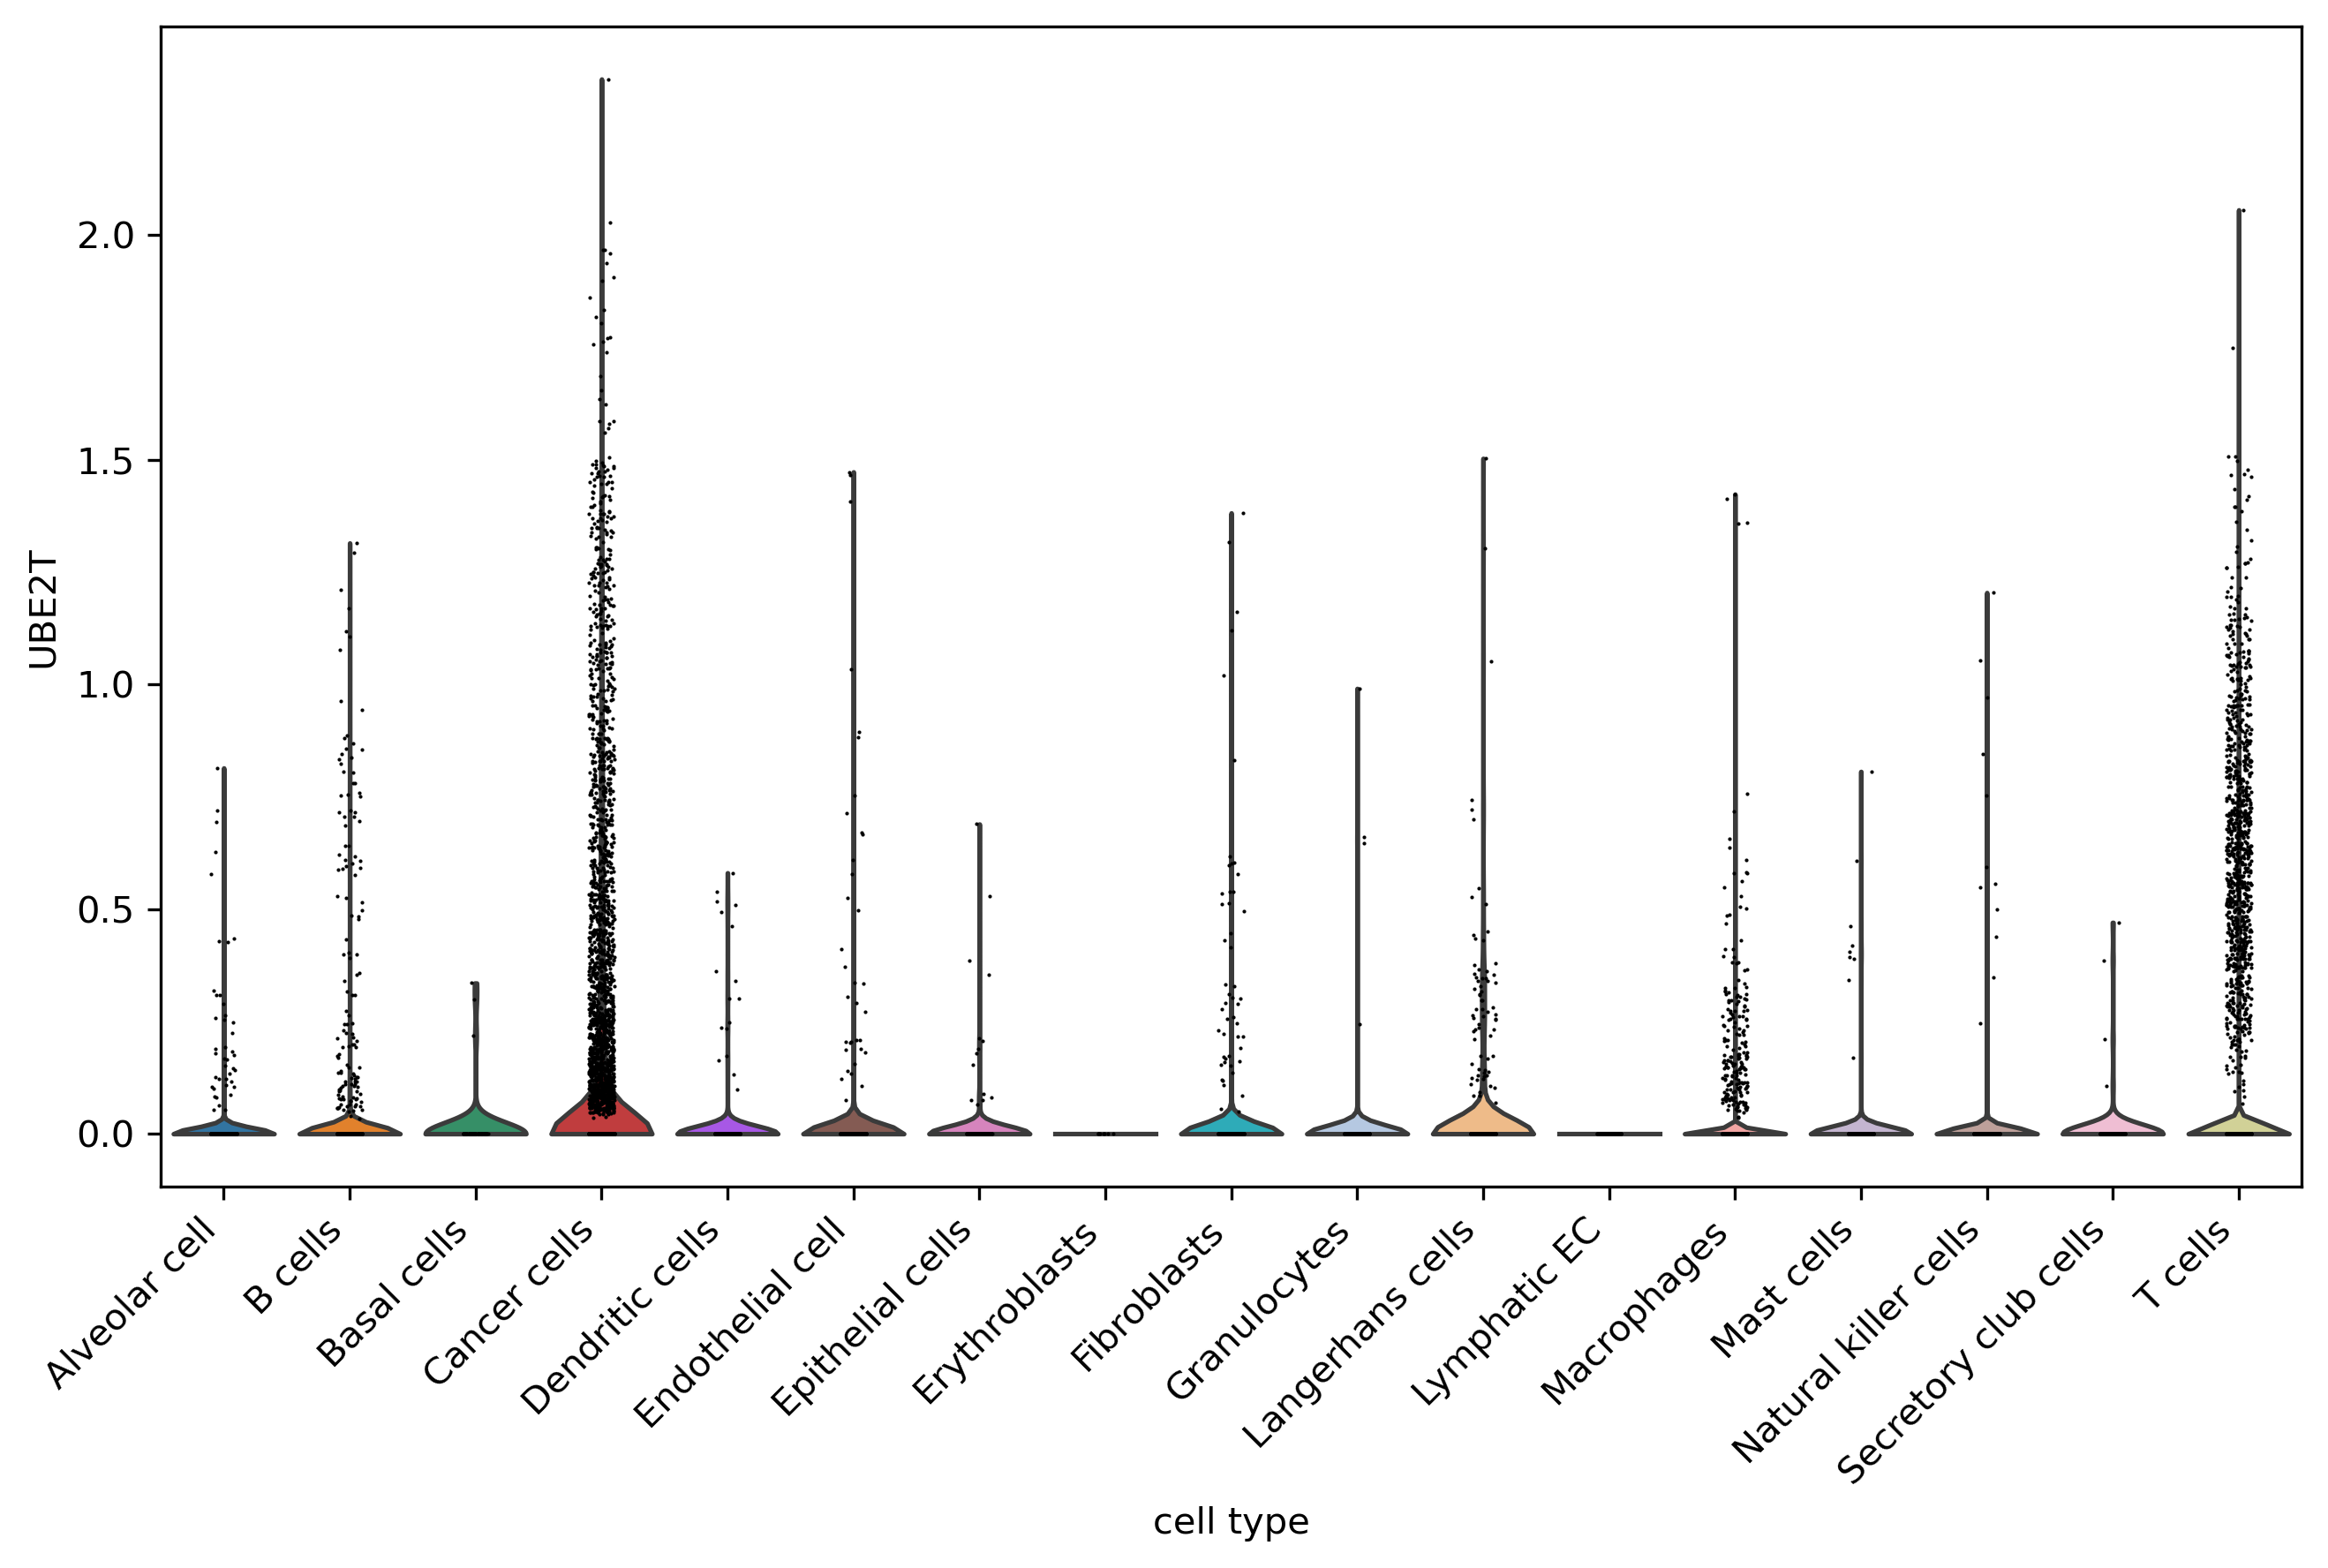 UBE2T
2.0
1.5
1.0
0.5
0.0
Alveolar cell
B cells
Basal cells
Cancer cells
Dendritic cells
Endothelial cell
Epithelial cells
Erythroblasts
Fibroblasts
Granulocytes
Langerhans cells
Lymphatic EC
Macrophages
Mast cells
Natural killer cells
Secretory club cells
T cells
cell type